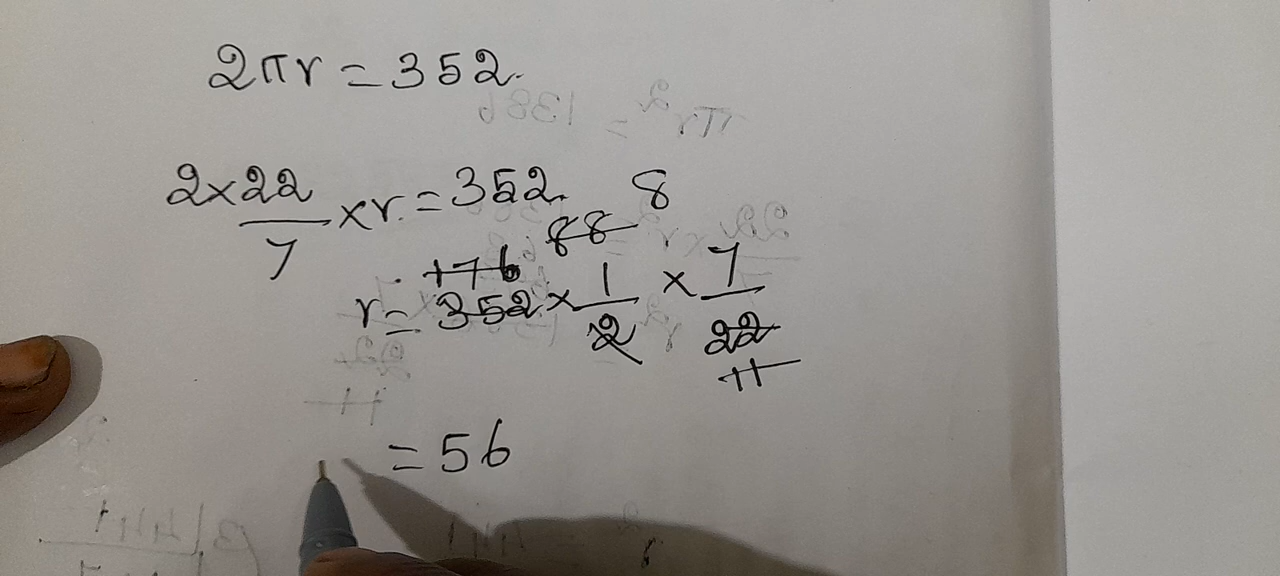 2πr = 352.
2×22/7 × r. = 352.
8
88
176
r = 352 × 1/2 × 7/22
11
= 56